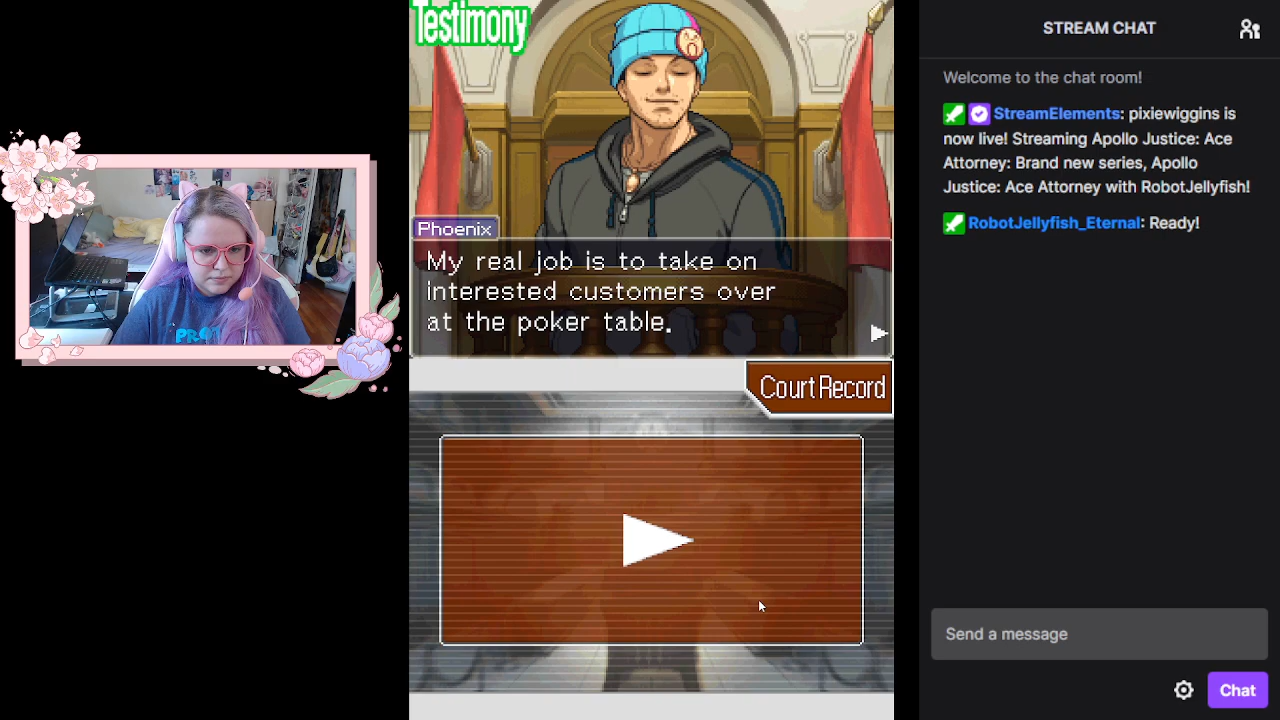 Testimony
Phoenix
My real job is to take on
interested customers over
at the poker table.
Court Record
STREAM CHAT
Welcome to the chat room!
StreamElements: pixiewiggins is
now live! Streaming Apollo Justice: Ace
Attorney: Brand new series, Apollo
Justice: Ace Attorney with RobotJellyfish!
RobotJellyfish_Eternal: Ready!
Send a message
Chat